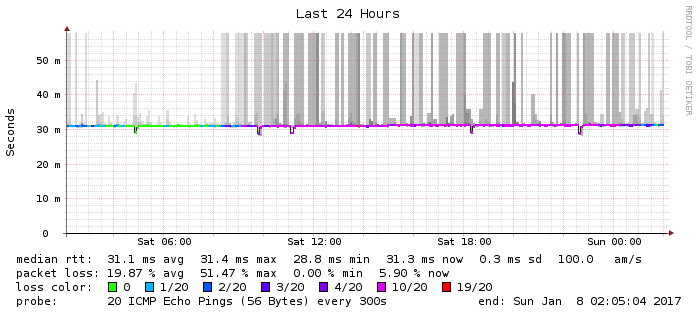 Last 24 Hours
RRDTOOL / TOBI OETIKER
Seconds
50 m
40 m
30 m
20 m
10 m
0
Sat 06:00 Sat 12:00 Sat 18:00 Sun 00:00
median rtt: 31.1 ms avg 31.4 ms max 28.8 ms min 31.3 ms now 0.3 ms sd 100.0 am/s
packet loss: 19.87 % avg 51.47 % max 0.00 % min 5.90 % now
loss color: 0 1/20 2/20 3/20 4/20 10/20 19/20
probe: 20 ICMP Echo Pings (56 Bytes) every 300s end: Sun Jan 8 02:05:04 2017